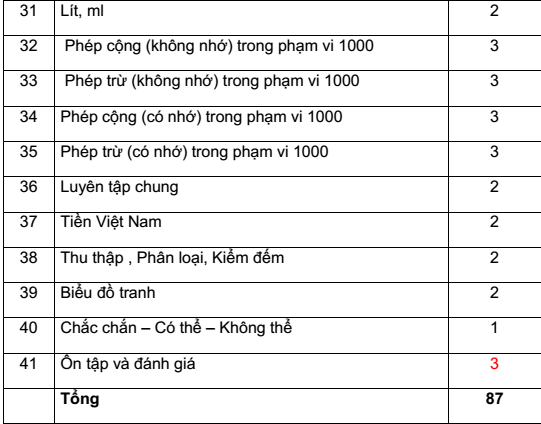 31 Lít, ml 2
32 Phép cộng (không nhớ) trong phạm vi 1000 3
33 Phép trừ (không nhớ) trong phạm vi 1000 3
34 Phép cộng (có nhớ) trong phạm vi 1000 3
35 Phép trừ (có nhớ) trong phạm vi 1000 3
36 Luyện tập chung 2
37 Tiền Việt Nam 2
38 Thu thập , Phân loại, Kiểm đếm 2
39 Biểu đồ tranh 2
40 Chắc chắn – Có thể – Không thể 1
41 Ôn tập và đánh giá 3
Tổng 87